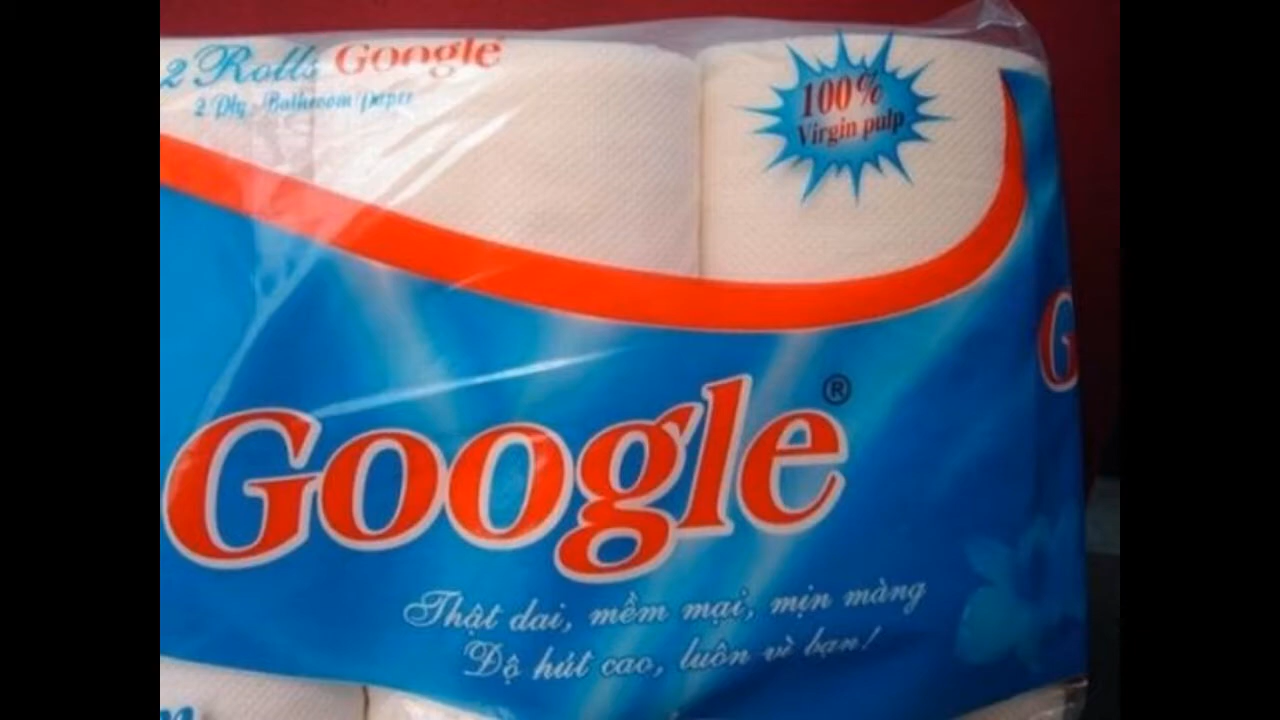 2 Rolls Google
2 Ply, Bathroom paper
100%
Virgin pulp
Google®
Thật dai, mềm mại, mịn màng
Độ hút cao, luôn vì bạn!